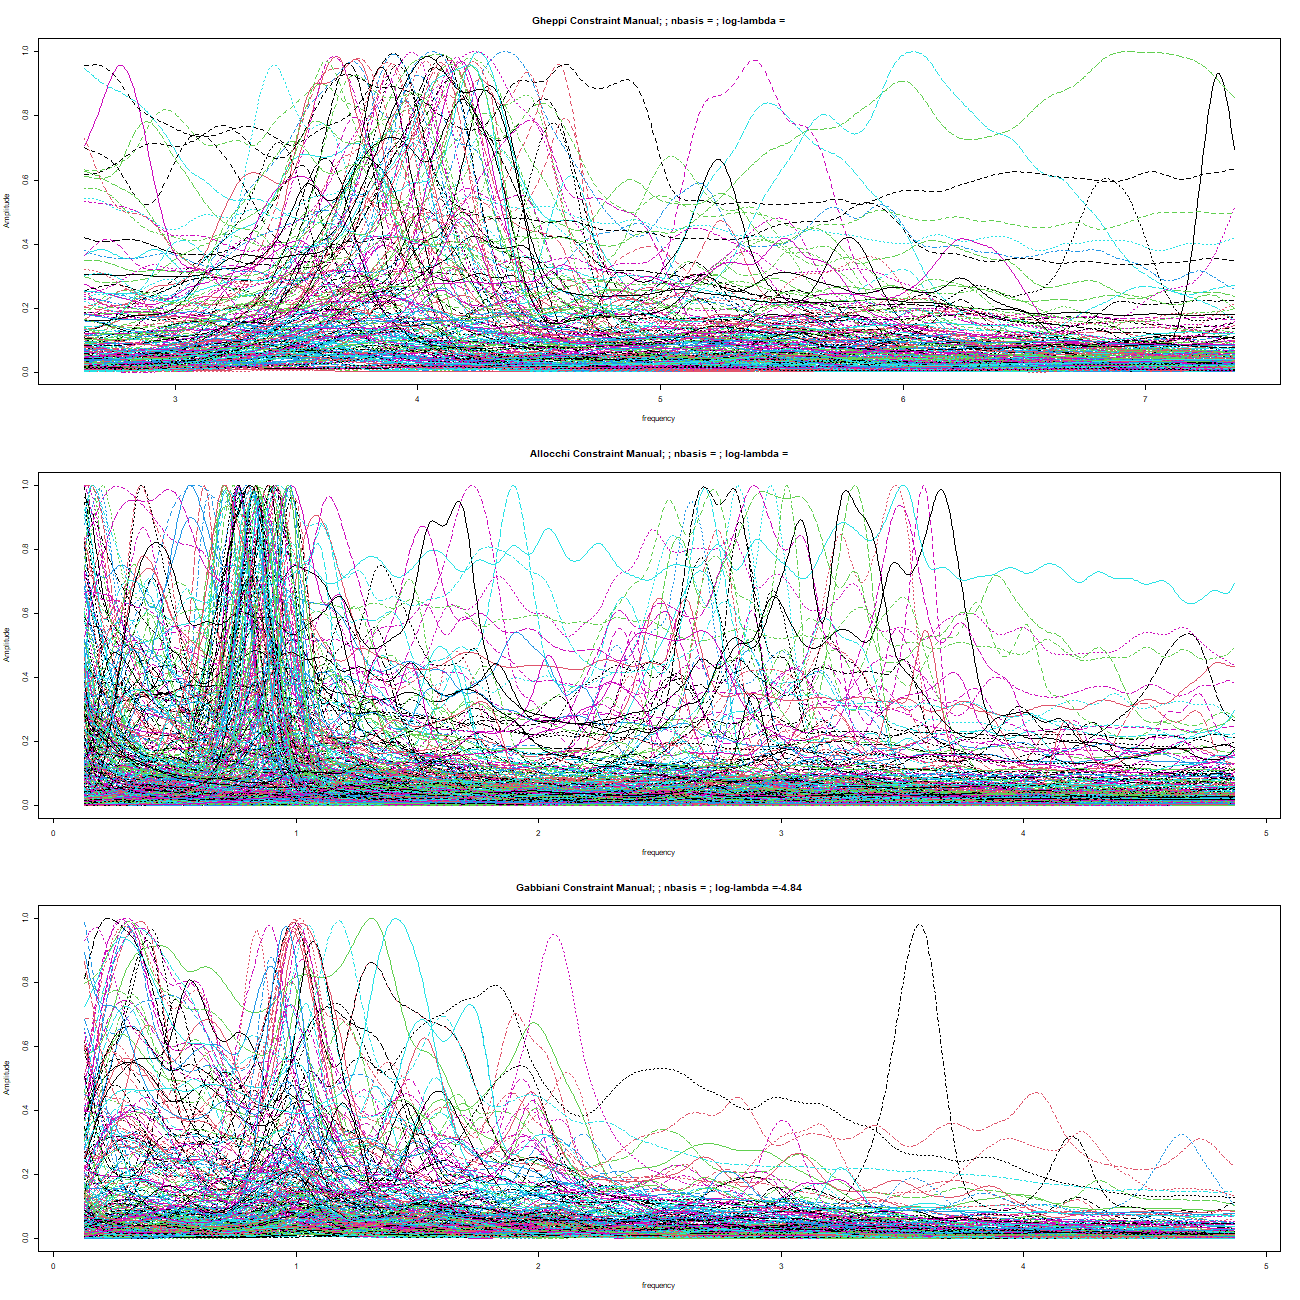 Gheppi Constraint Manual; ; nbasis = ; log-lambda =
1.0
0.8
0.6
0.4
0.2
0.0
Amplitude
3 4 5 6 7
frequency
Allocchi Constraint Manual; ; nbasis = ; log-lambda =
1.0
0.8
0.6
0.4
0.2
0.0
Amplitude
0 1 2 3 4 5
frequency
Gabbiani Constraint Manual; ; nbasis = ; log-lambda =-4.84
1.0
0.8
0.6
0.4
0.2
0.0
Amplitude
0 1 2 3 4 5
frequency